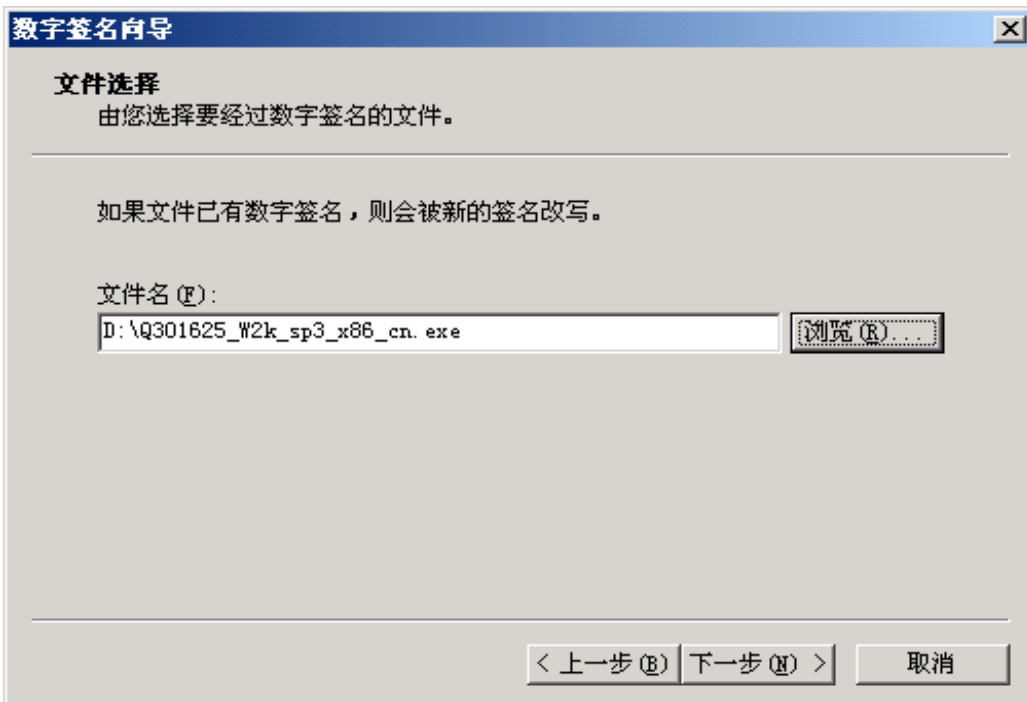 数字签名向导
文件选择
由您选择要经过数字签名的文件。
如果文件已有数字签名，则会被新的签名改写。
文件名(F):
D:\Q301625_W2k_sp3_x86_cn.exe
浏览(R)...
< 上一步(B) 下一步(N) > 取消